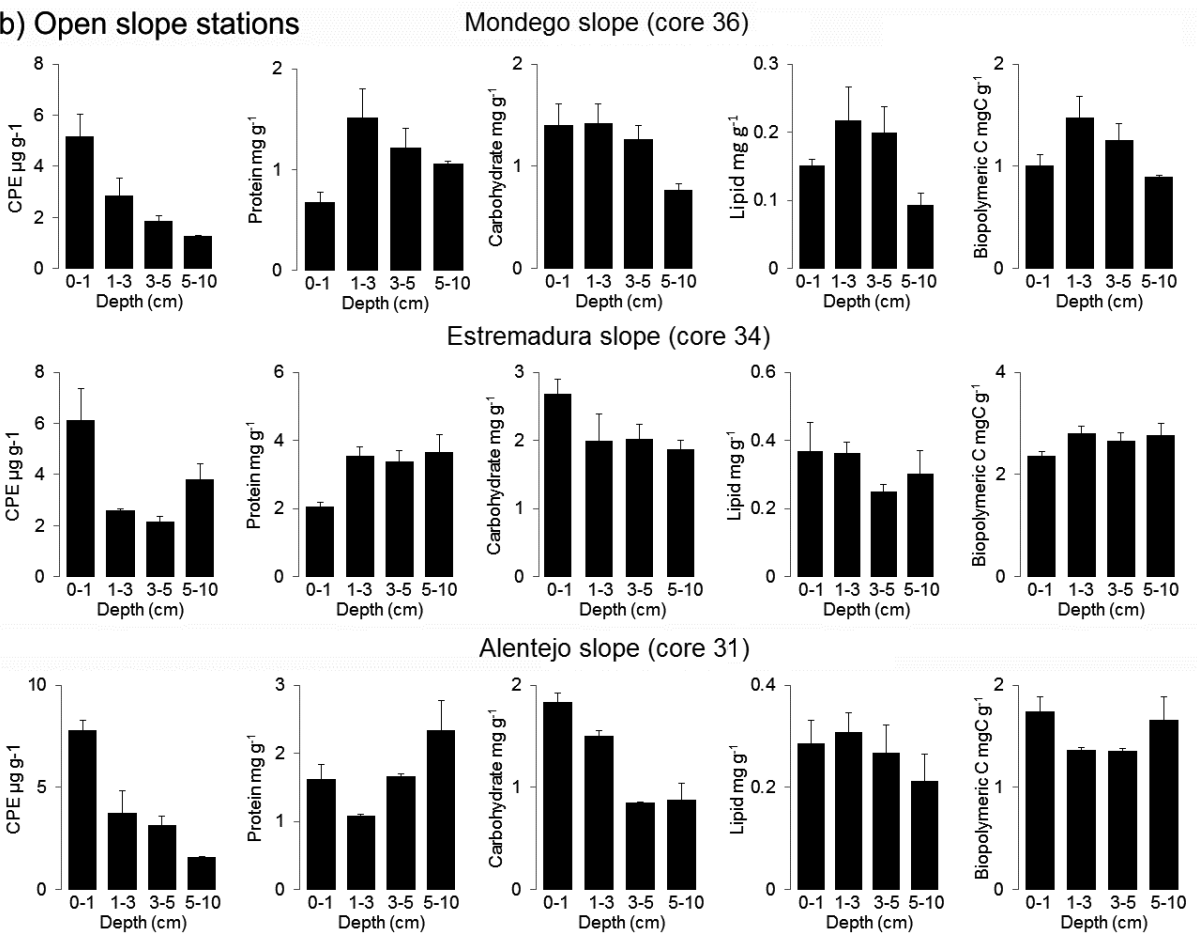 b) Open slope stations
Mondego slope (core 36)
CPE µg g-1
8
6
4
2
0
0-1 1-3 3-5 5-10
Depth (cm)
Protein mg g-1
2
1
0
0-1 1-3 3-5 5-10
Depth (cm)
Carbohydrate mg g-1
2
1
0
0-1 1-3 3-5 5-10
Depth (cm)
Lipid mg g-1
0.3
0.2
0.1
0
0-1 1-3 3-5 5-10
Depth (cm)
Biopolymeric C mgC g-1
2
1
0
0-1 1-3 3-5 5-10
Depth (cm)
Estremadura slope (core 34)
CPE µg g-1
8
6
4
2
0
0-1 1-3 3-5 5-10
Depth (cm)
Protein mg g-1
6
4
2
0
0-1 1-3 3-5 5-10
Depth (cm)
Carbohydrate mg g-1
3
2
1
0
0-1 1-3 3-5 5-10
Depth (cm)
Lipid mg g-1
0.6
0.4
0.2
0
0-1 1-3 3-5 5-10
Depth (cm)
Biopolymeric C mgC g-1
4
2
0
0-1 1-3 3-5 5-10
Depth (cm)
Alentejo slope (core 31)
CPE µg g-1
10
5
0
0-1 1-3 3-5 5-10
Depth (cm)
Protein mg g-1
3
2
1
0
0-1 1-3 3-5 5-10
Depth (cm)
Carbohydrate mg g-1
2
1
0
0-1 1-3 3-5 5-10
Depth (cm)
Lipid mg g-1
0.4
0.2
0
0-1 1-3 3-5 5-10
Depth (cm)
Biopolymeric C mgC g-1
2
1
0
0-1 1-3 3-5 5-10
Depth (cm)